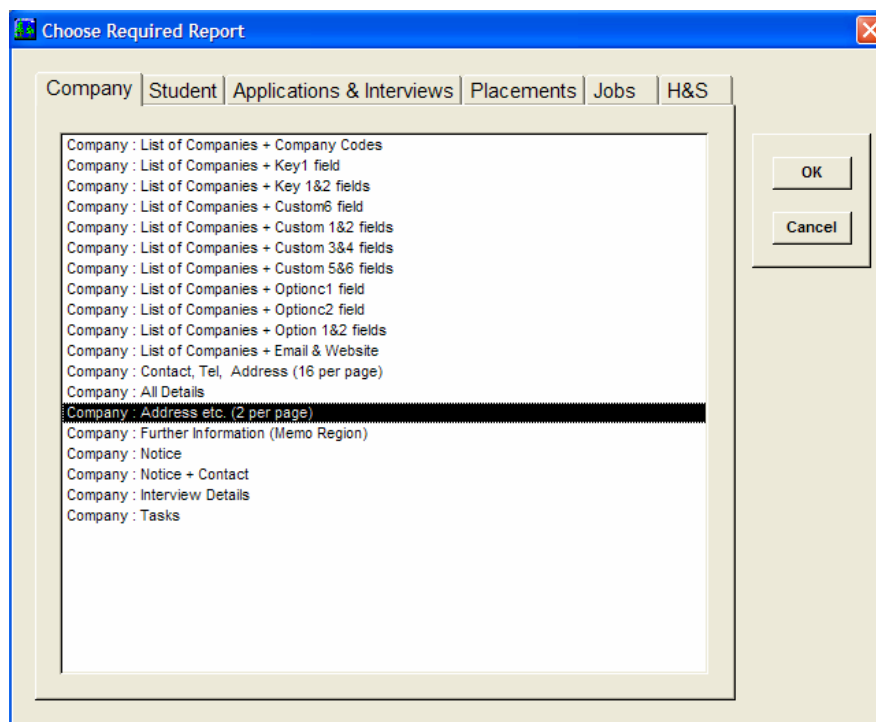 Choose Required Report
Company Student Applications & Interviews Placements Jobs H&S
Company : List of Companies + Company Codes
Company : List of Companies + Key1 field
Company : List of Companies + Key 1&2 fields
Company : List of Companies + Custom6 field
Company : List of Companies + Custom 1&2 fields
Company : List of Companies + Custom 3&4 fields
Company : List of Companies + Custom 5&6 fields
Company : List of Companies + Optionc1 field
Company : List of Companies + Optionc2 field
Company : List of Companies + Option 1&2 fields
Company : List of Companies + Email & Website
Company : Contact, Tel, Address (16 per page)
Company : All Details
Company : Address etc. (2 per page)
Company : Further Information (Memo Region)
Company : Notice
Company : Notice + Contact
Company : Interview Details
Company : Tasks
OK
Cancel